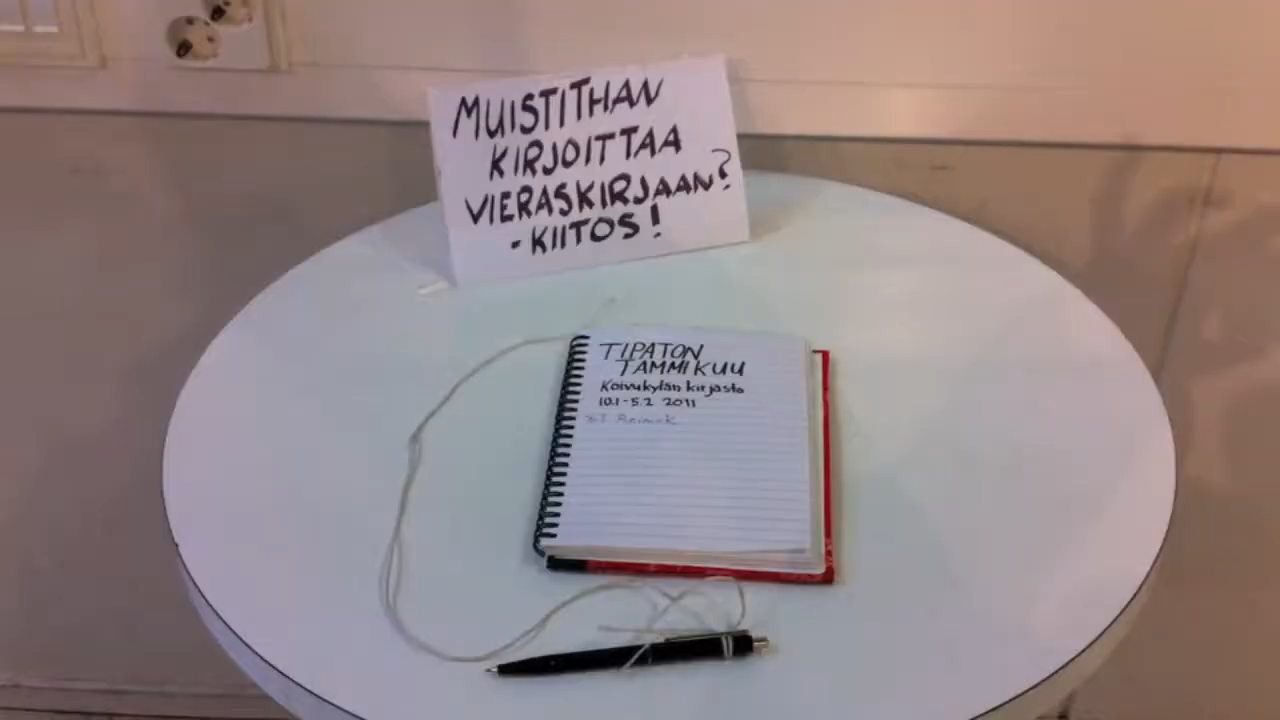 MUISTITHAN
KIRJOITTAA
VIERASKIRJAAN?
- KIITOS!
TIPATON
TAMMIKUU
Koivukylän kirjasto
10.1-5.2 2011